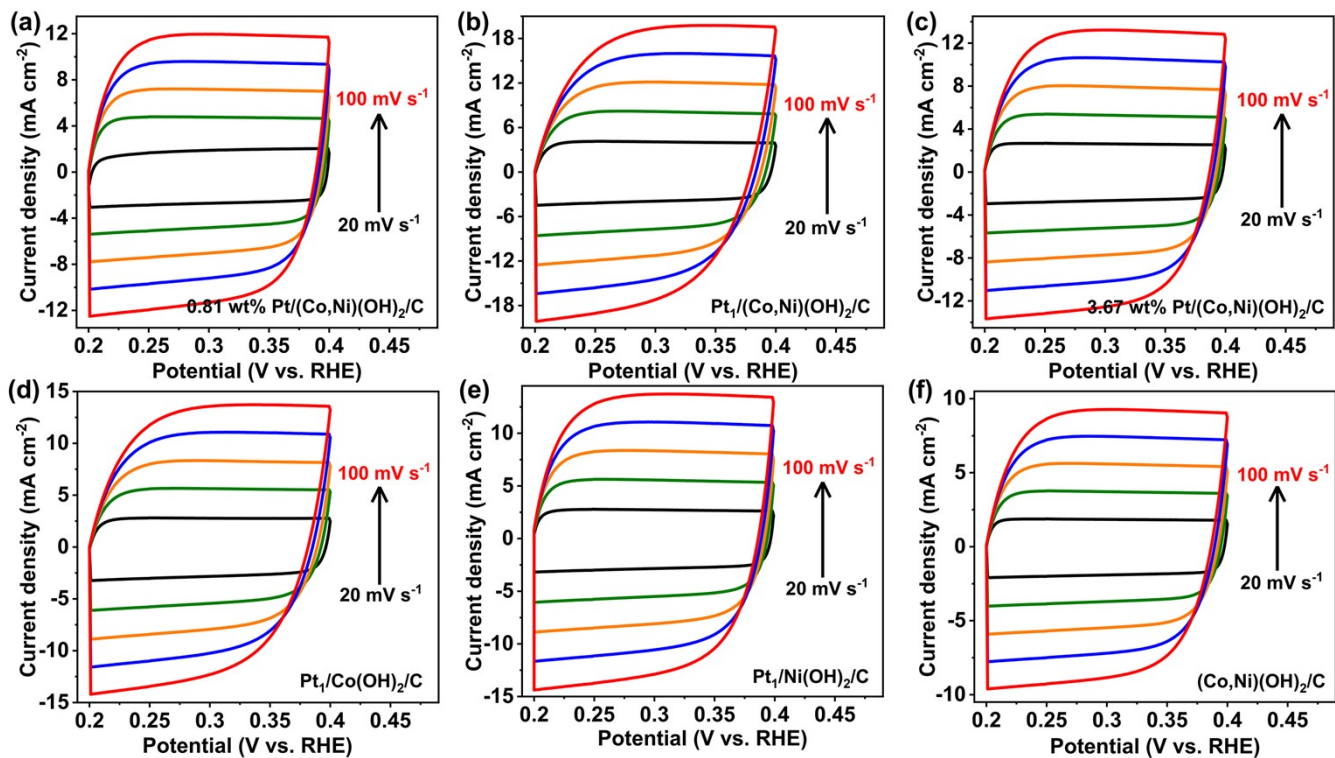 (a)
Current density (mA cm⁻²)
12
8
4
0
-4
-8
-12
100 mV s⁻¹
20 mV s⁻¹
0.81 wt% Pt/(Co,Ni)(OH)₂/C
0.2 0.25 0.3 0.35 0.4 0.45
Potential (V vs. RHE)
(b)
Current density (mA cm⁻²)
18
12
6
0
-6
-12
-18
100 mV s⁻¹
20 mV s⁻¹
Pt₁/(Co,Ni)(OH)₂/C
0.2 0.25 0.3 0.35 0.4 0.45
Potential (V vs. RHE)
(c)
Current density (mA cm⁻²)
12
8
4
0
-4
-8
-12
100 mV s⁻¹
20 mV s⁻¹
3.67 wt% Pt/(Co,Ni)(OH)₂/C
0.2 0.25 0.3 0.35 0.4 0.45
Potential (V vs. RHE)
(d)
Current density (mA cm⁻²)
15
10
5
0
-5
-10
-15
100 mV s⁻¹
20 mV s⁻¹
Pt₁/Co(OH)₂/C
0.2 0.25 0.3 0.35 0.4 0.45
Potential (V vs. RHE)
(e)
Current density (mA cm⁻²)
10
5
0
-5
-10
-15
100 mV s⁻¹
20 mV s⁻¹
Pt₁/Ni(OH)₂/C
0.2 0.25 0.3 0.35 0.4 0.45
Potential (V vs. RHE)
(f)
Current density (mA cm⁻²)
10
5
0
-5
-10
100 mV s⁻¹
20 mV s⁻¹
(Co,Ni)(OH)₂/C
0.2 0.25 0.3 0.35 0.4 0.45
Potential (V vs. RHE)